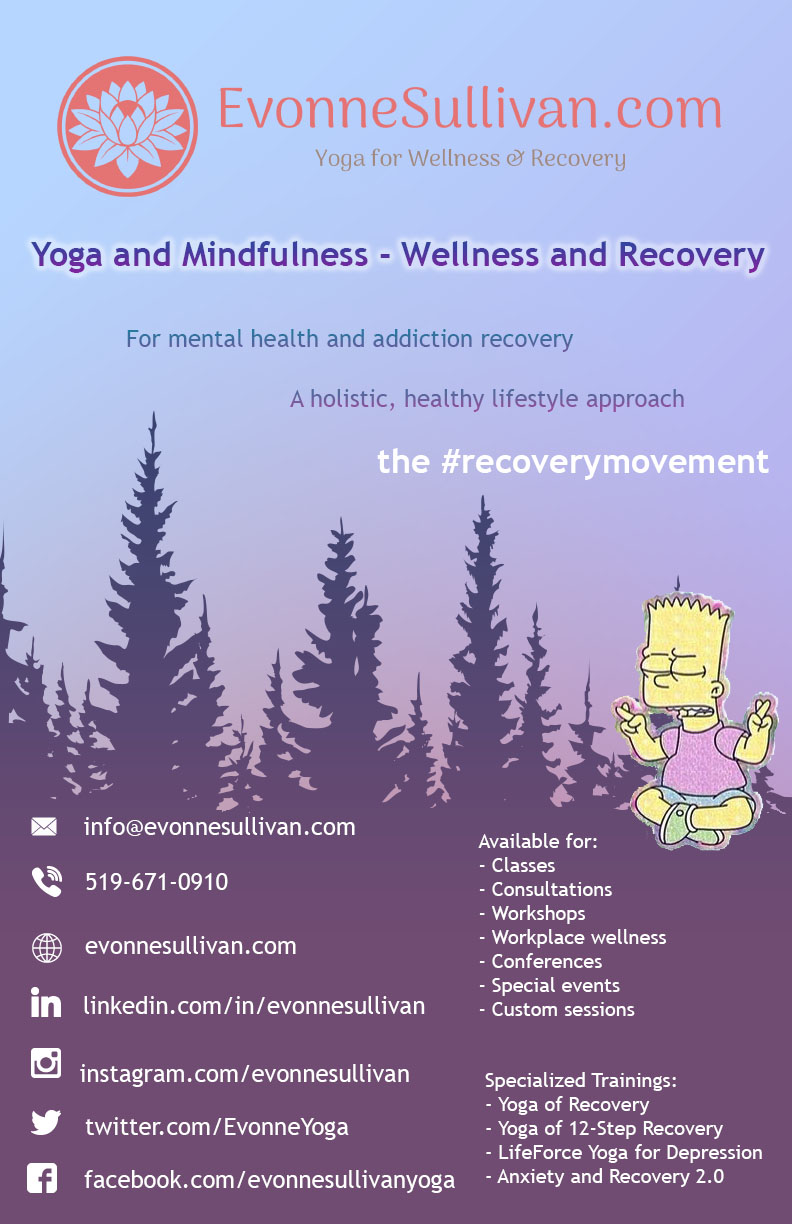 EvonneSullivan.com
Yoga for Wellness & Recovery
Yoga and Mindfulness - Wellness and Recovery
For mental health and addiction recovery
A holistic, healthy lifestyle approach
the #recoverymovement
info@evonnesullivan.com
519-671-0910
evonnesullivan.com
linkedin.com/in/evonnesullivan
instagram.com/evonnesullivan
twitter.com/EvonneYoga
facebook.com/evonnesullivanyoga
Available for:
- Classes
- Consultations
- Workshops
- Workplace wellness
- Conferences
- Special events
- Custom sessions
Specialized Trainings:
- Yoga of Recovery
- Yoga of 12-Step Recovery
- LifeForce Yoga for Depression
- Anxiety and Recovery 2.0